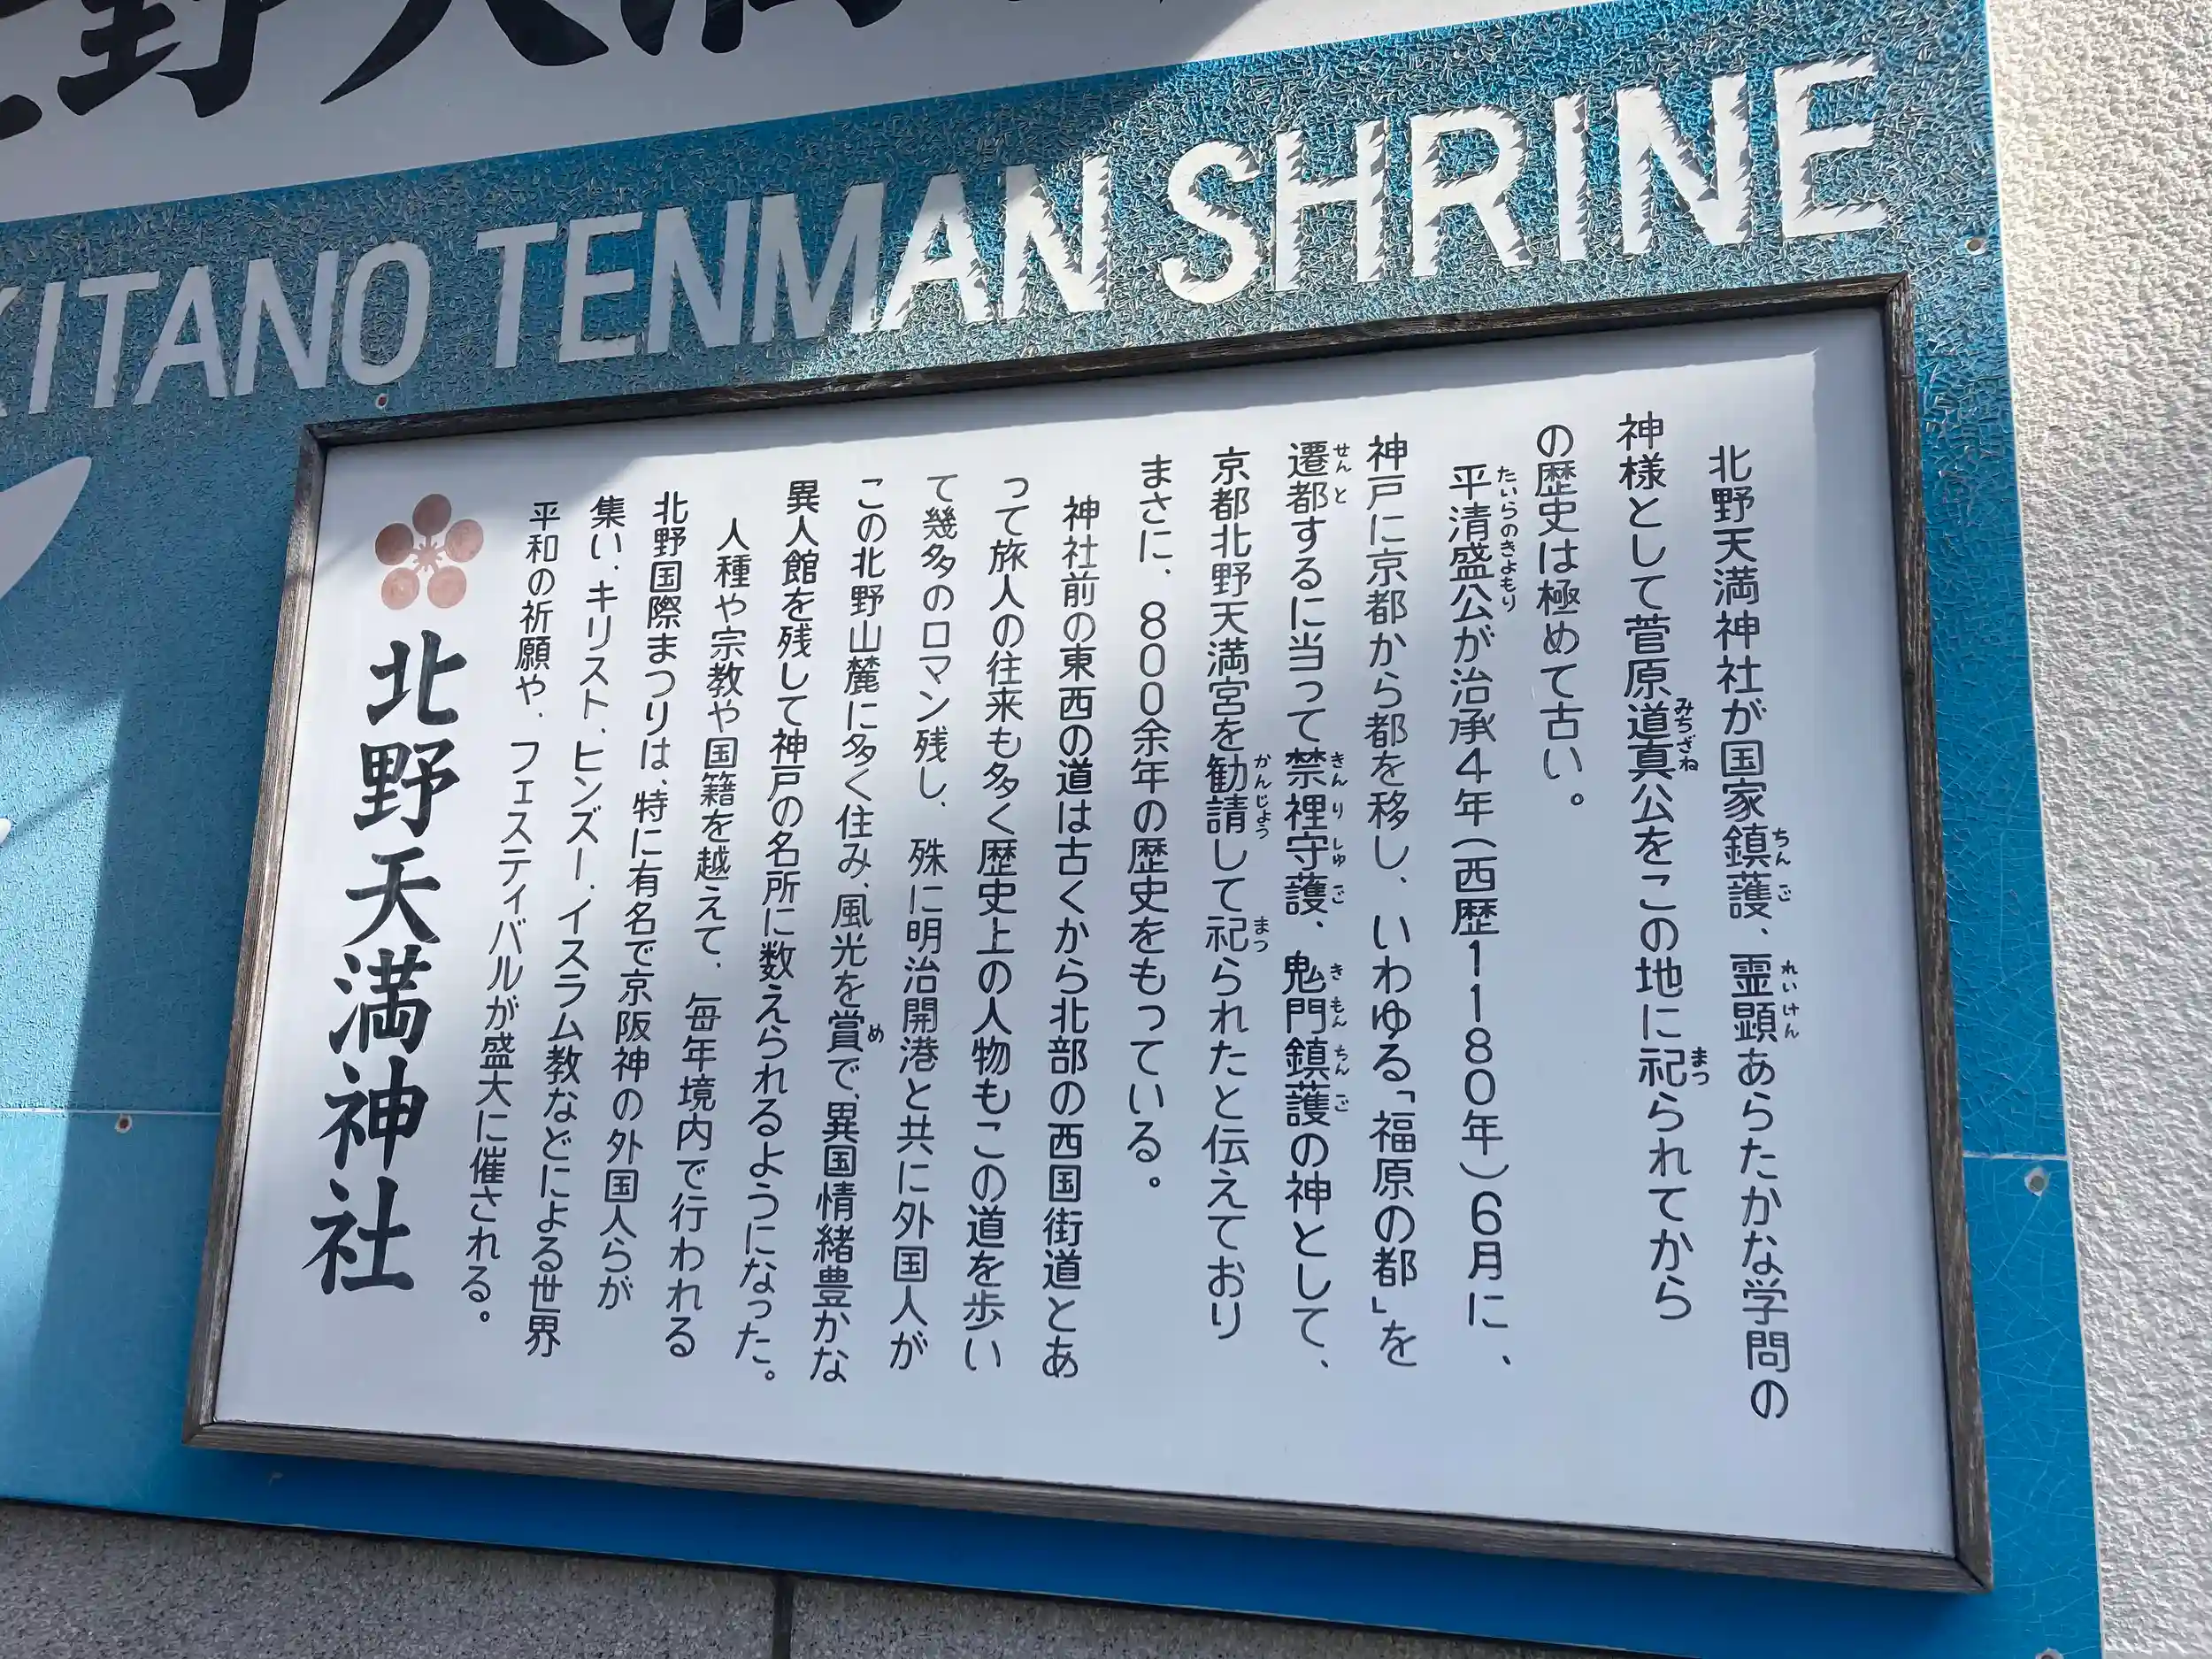 野天満
KITANO TENMAN SHRINE
北野天満神社が国家鎮護、霊顕あらたかな学問の
神様として菅原道真公をこの地に祀られてから
の歴史は極めて古い。
平清盛公が治承4年(西歴1180年)6月に、
神戸に京都から都を移し、いわゆる「福原の都」を
遷都するに当って禁裡守護、鬼門鎮護の神として、
京都北野天満宮を勧請して祀られたと伝えており
まさに、800余年の歴史をもっている。
神社前の東西の道は古くから北部の西国街道とあ
って旅人の往来も多く歴史上の人物もこの道を歩い
て幾多のロマン残し、殊に明治開港と共に外国人が
この北野山麓に多く住み、風光を賞で、異国情緒豊かな
異人館を残して神戸の名所に数えられるようになった。
人種や宗教や国籍を越えて、毎年境内で行われる
北野国際まつりは、特に有名で京阪神の外国人らが
集い、キリスト、ヒンズー、イスラム教などによる世界
平和の祈願や、フェスティバルが盛大に催される。
北野天満神社